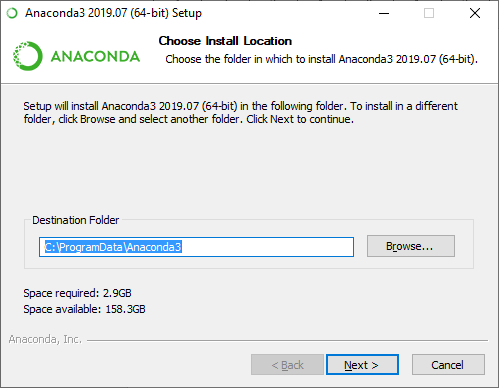 Anaconda3 2019.07 (64-bit) Setup
Choose Install Location
Choose the folder in which to install Anaconda3 2019.07 (64-bit).
ANACONDA
Setup will install Anaconda3 2019.07 (64-bit) in the following folder. To install in a different
folder, click Browse and select another folder. Click Next to continue.
Destination Folder
C:\ProgramData\Anaconda3
Browse...
Space required: 2.9GB
Space available: 158.3GB
Anaconda, Inc.
< Back
Next >
Cancel